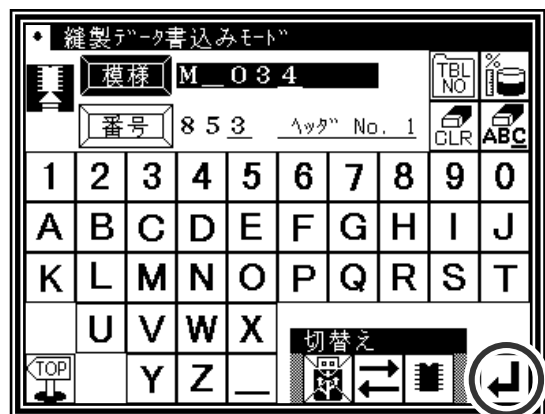 縫製ﾃﾞｰﾀ書込みﾓｰﾄﾞ
模様 M_034 TBL NO %
番号 853 ﾍｯﾀﾞ No. 1 CLR ABC
1 2 3 4 5 6 7 8 9 0
A B C D E F G H I J
K L M N O P Q R S T
U V W X 切替え
TOP Y Z _